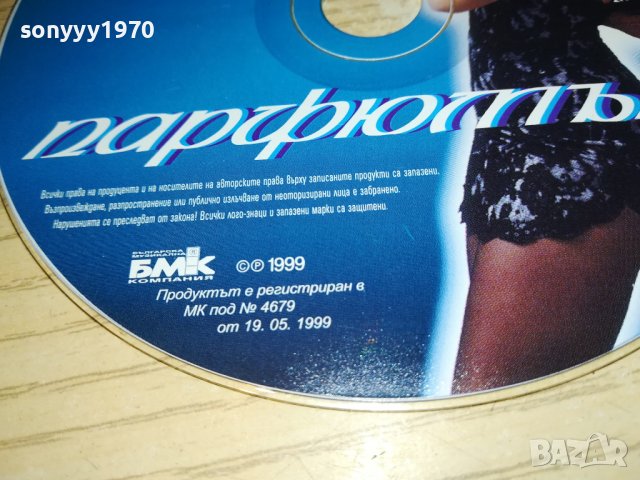 sonyyy1970
парфюмъ
Всички права на продуцента и на носителите на авторските права върху записаните продукти са запазени.
Възпроизвеждане, разпространение или публично излъчване от неоторизирани лица е забранено.
Нарушенията се преследват от закона! Всички лого-знаци и запазени марки са защитени.
БЪЛГАРСКА
МУЗИКАЛНА
БМК
КОМПАНИЯ
©℗ 1999
Продуктът е регистриран в
МК под № 4679
от 19. 05. 1999
BAZAR